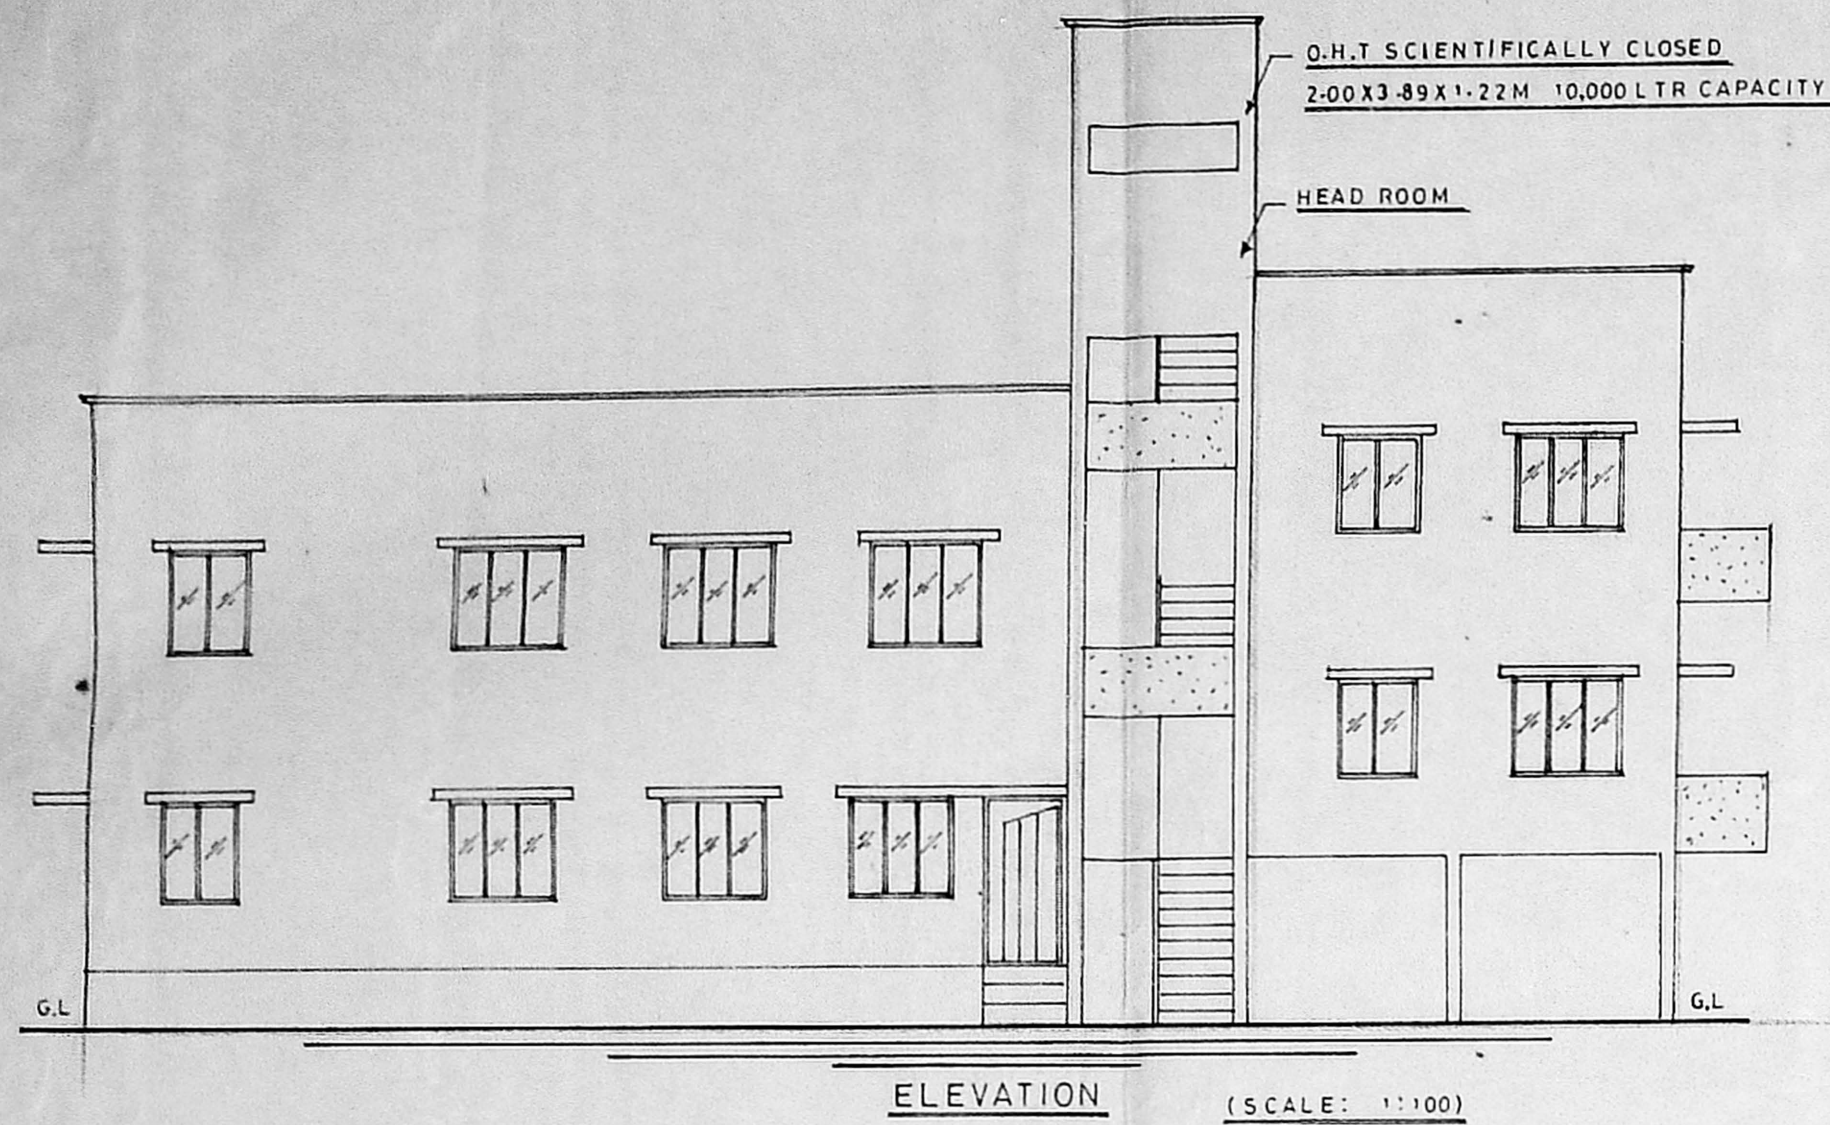 O.H.T SCIENTIFICALLY CLOSED
2.00X3.89X1.22M 10,000 LTR CAPACITY
HEAD ROOM
G.L
G.L
ELEVATION
(SCALE: 1:100)